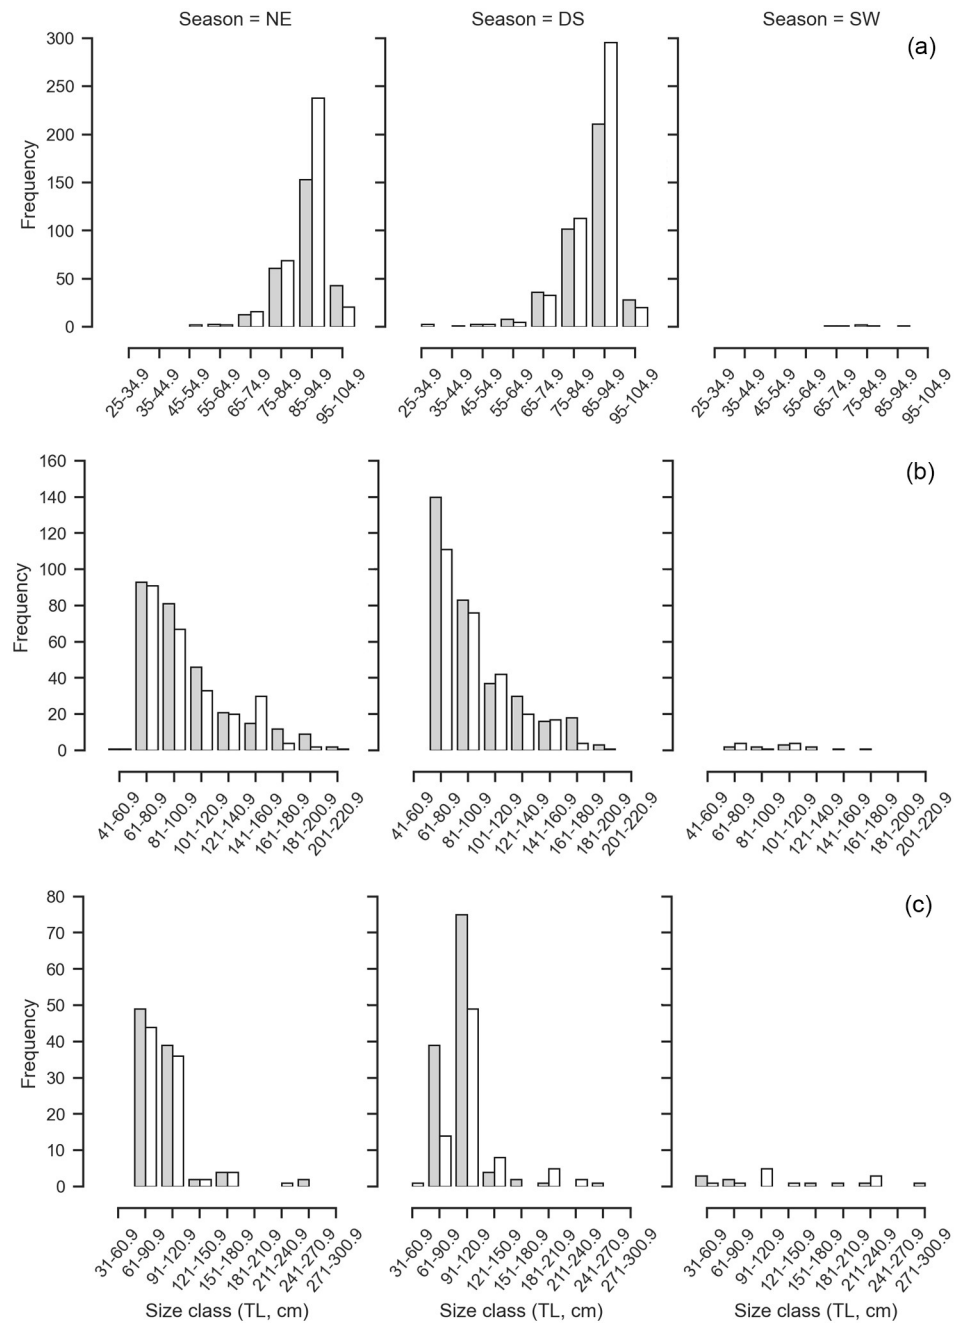 Season = NE Season = DS Season = SW
(a)
300
250
200
150
100
50
0
Frequency
25-34.9 35-44.9 45-54.9 55-64.9 65-74.9 75-84.9 85-94.9 95-104.9
25-34.9 35-44.9 45-54.9 55-64.9 65-74.9 75-84.9 85-94.9 95-104.9
25-34.9 35-44.9 45-54.9 55-64.9 65-74.9 75-84.9 85-94.9 95-104.9
(b)
160
140
120
100
80
60
40
20
0
Frequency
41-60.9 61-80.9 81-100.9 101-120.9 121-140.9 141-160.9 161-180.9 181-200.9 201-220.9
41-60.9 61-80.9 81-100.9 101-120.9 121-140.9 141-160.9 161-180.9 181-200.9 201-220.9
41-60.9 61-80.9 81-100.9 101-120.9 121-140.9 141-160.9 161-180.9 181-200.9 201-220.9
(c)
80
70
60
50
40
30
20
10
0
Frequency
31-60.9 61-90.9 91-120.9 121-150.9 151-180.9 181-210.9 211-240.9 241-270.9 271-300.9
31-60.9 61-90.9 91-120.9 121-150.9 151-180.9 181-210.9 211-240.9 241-270.9 271-300.9
31-60.9 61-90.9 91-120.9 121-150.9 151-180.9 181-210.9 211-240.9 241-270.9 271-300.9
Size class (TL, cm) Size class (TL, cm) Size class (TL, cm)